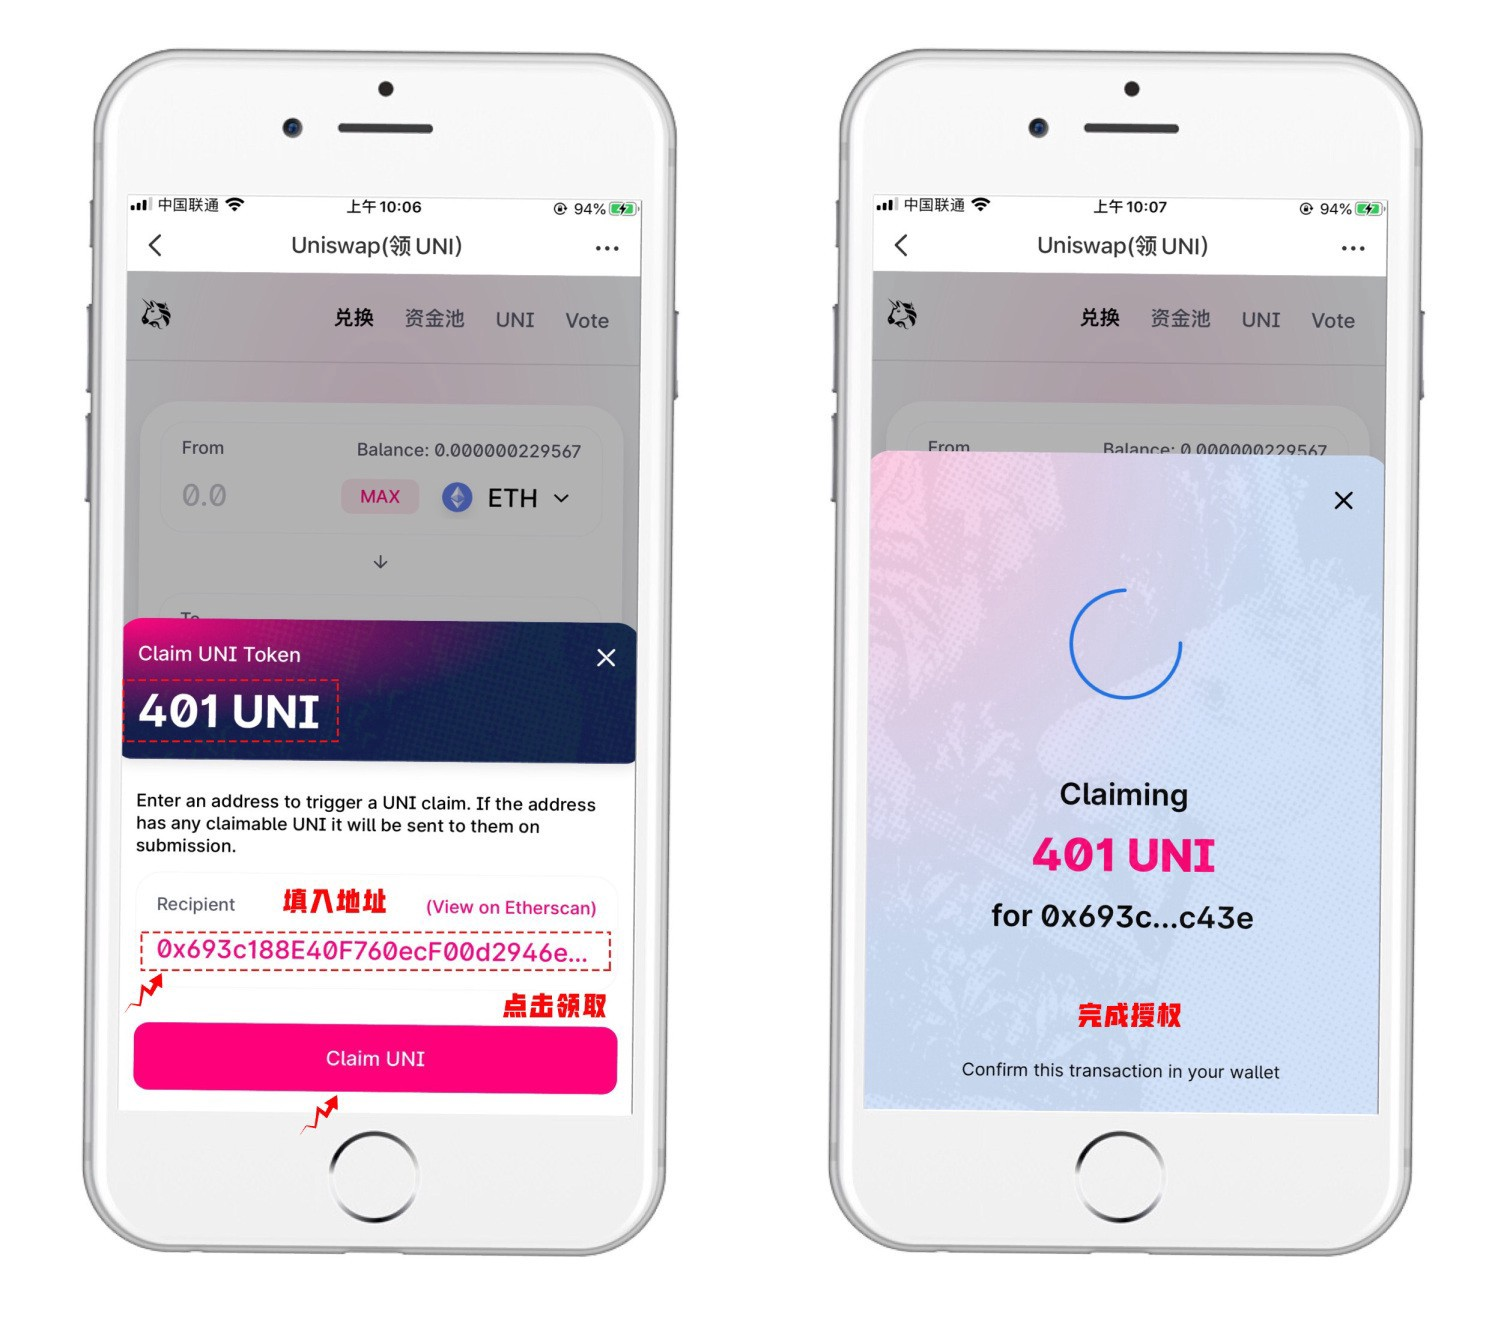 中国联通
上午10:06
94%
Uniswap(领UNI)
兑换 资金池 UNI Vote
From
Balance: 0.000000229567
0.0
MAX
ETH
To
Claim UNI Token
401 UNI
Enter an address to trigger a UNI claim. If the address
has any claimable UNI it will be sent to them on
submission.
Recipient
填入地址
(View on Etherscan)
0x693c188E40F760ecF00d2946e...
点击领取
Claim UNI
中国联通
上午10:07
94%
Uniswap(领UNI)
兑换 资金池 UNI Vote
From
Balance: 0.000000229567
Claiming
401 UNI
for 0x693c...c43e
完成授权
Confirm this transaction in your wallet